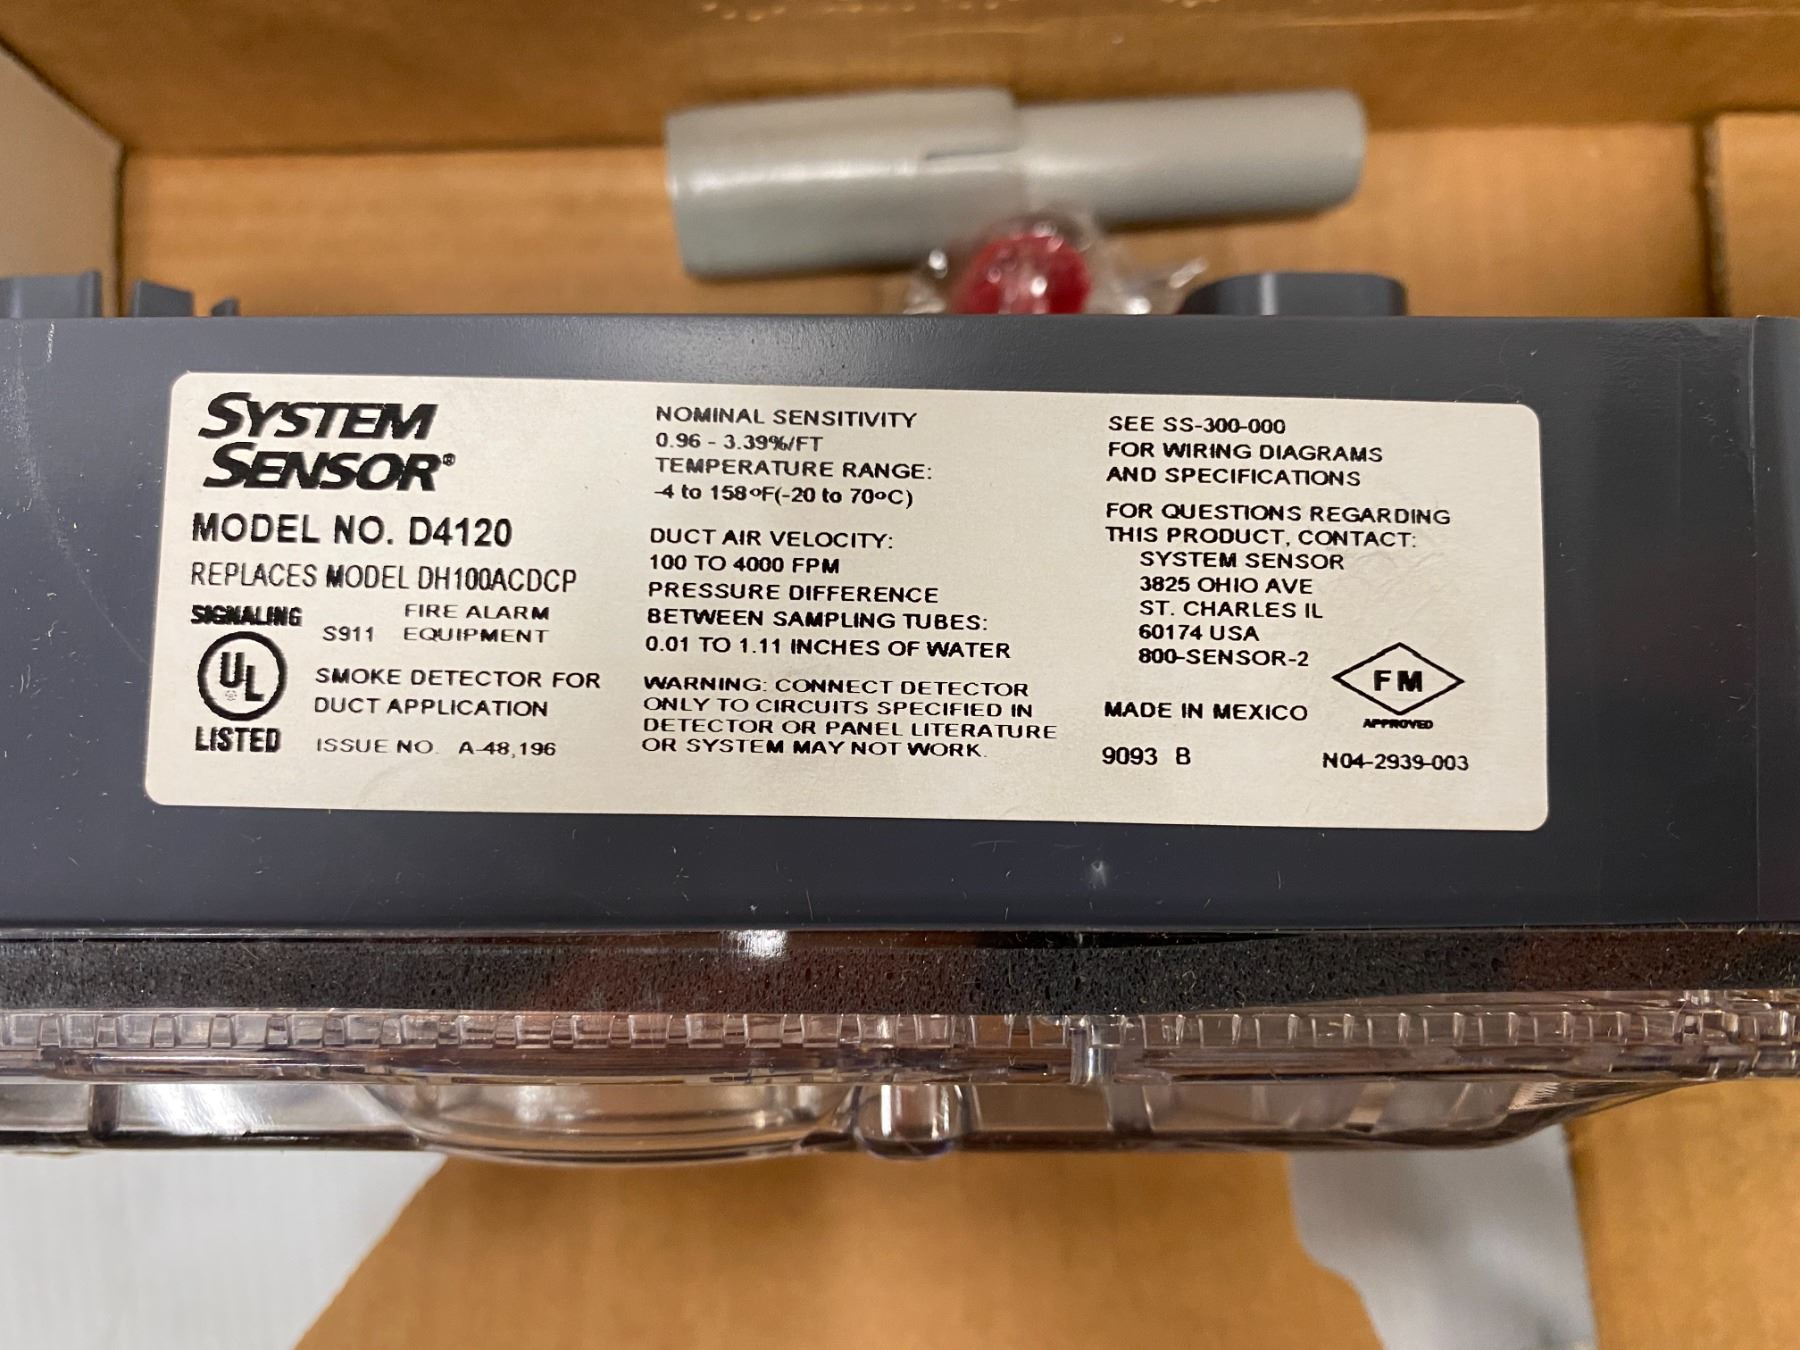 SYSTEM
SENSOR®
MODEL NO. D4120
REPLACES MODEL DH100ACDCP
SIGNALING
UL
LISTED
S911
FIRE ALARM
EQUIPMENT
SMOKE DETECTOR FOR
DUCT APPLICATION
ISSUE NO. A-48,196
NOMINAL SENSITIVITY
0.96 - 3.39%/FT
TEMPERATURE RANGE:
-4 to 158ºF(-20 to 70ºC)
DUCT AIR VELOCITY:
100 TO 4000 FPM
PRESSURE DIFFERENCE
BETWEEN SAMPLING TUBES:
0.01 TO 1.11 INCHES OF WATER
WARNING: CONNECT DETECTOR
ONLY TO CIRCUITS SPECIFIED IN
DETECTOR OR PANEL LITERATURE
OR SYSTEM MAY NOT WORK.
SEE SS-300-000
FOR WIRING DIAGRAMS
AND SPECIFICATIONS
FOR QUESTIONS REGARDING
THIS PRODUCT, CONTACT:
SYSTEM SENSOR
3825 OHIO AVE
ST. CHARLES IL
60174 USA
800-SENSOR-2
FM
APPROVED
MADE IN MEXICO
9093 B
N04-2939-003